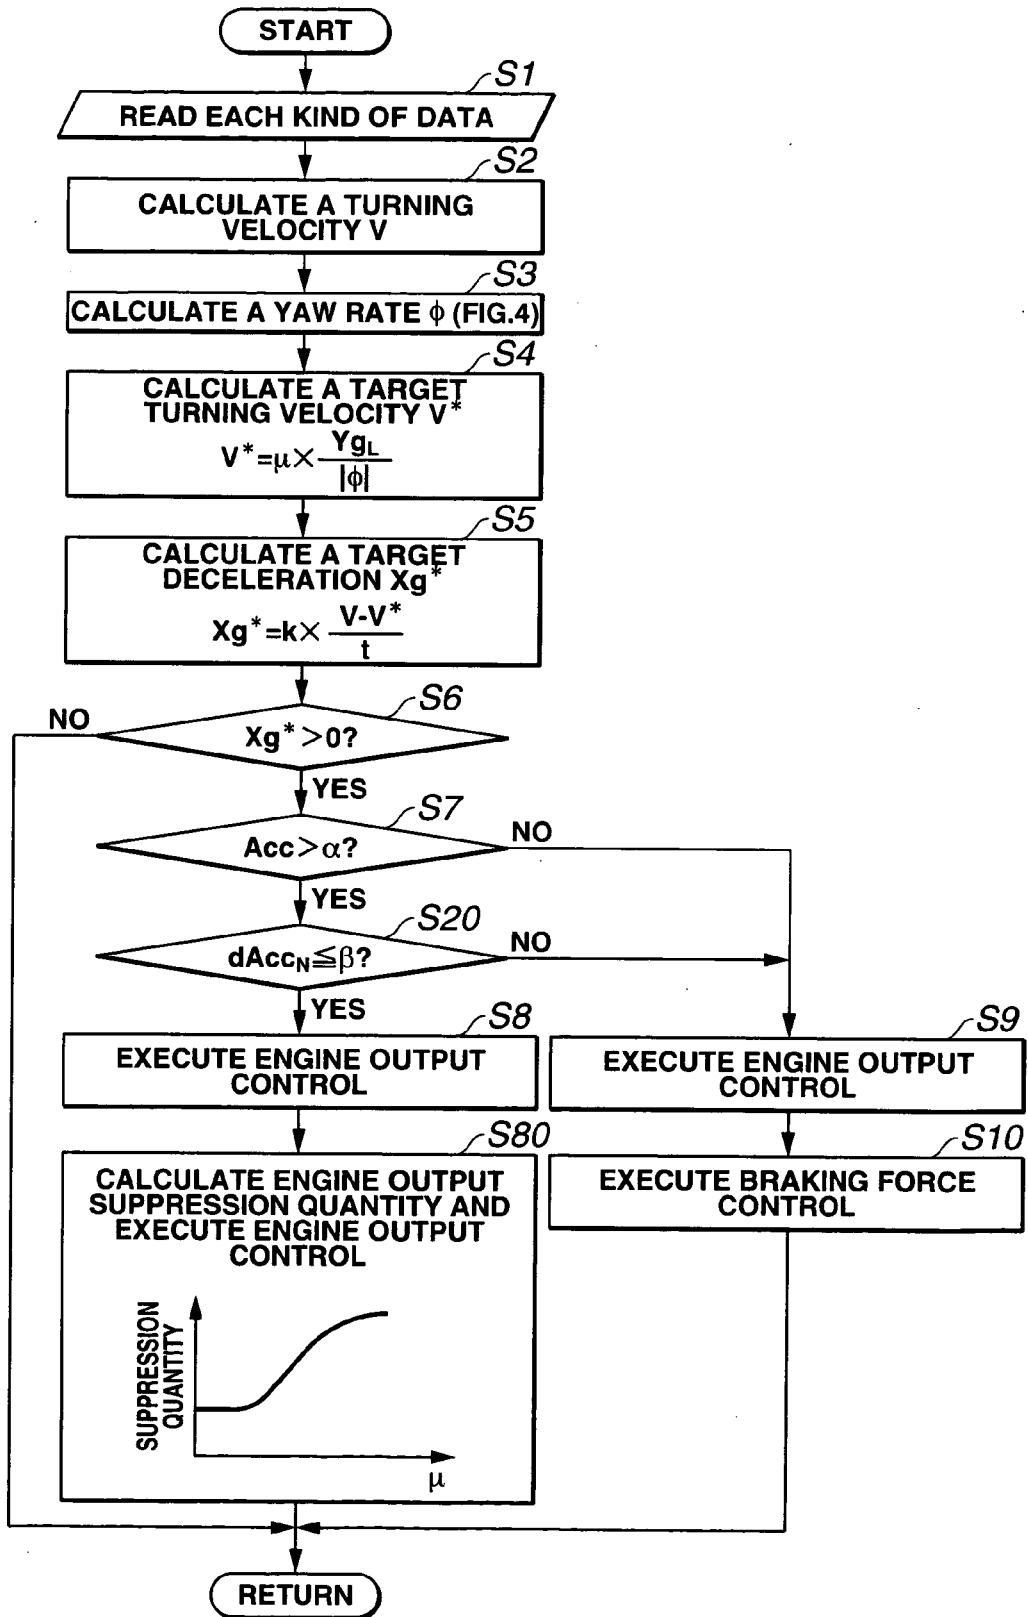 START
S1
READ EACH KIND OF DATA
S2
CALCULATE A TURNING
VELOCITY V
S3
CALCULATE A YAW RATE ϕ (FIG.4)
S4
CALCULATE A TARGET
TURNING VELOCITY V*
V*=μ× YgL / |ϕ|
S5
CALCULATE A TARGET
DECELERATION Xg*
Xg*=k× V-V* / t
S6
NO
Xg*>0?
YES
S7
NO
Acc>α?
YES
S20
NO
dAccN≦β?
YES
S8
EXECUTE ENGINE OUTPUT
CONTROL
S9
EXECUTE ENGINE OUTPUT
CONTROL
S80
CALCULATE ENGINE OUTPUT
SUPPRESSION QUANTITY AND
EXECUTE ENGINE OUTPUT
CONTROL
SUPPRESSION
QUANTITY
μ
S10
EXECUTE BRAKING FORCE
CONTROL
RETURN